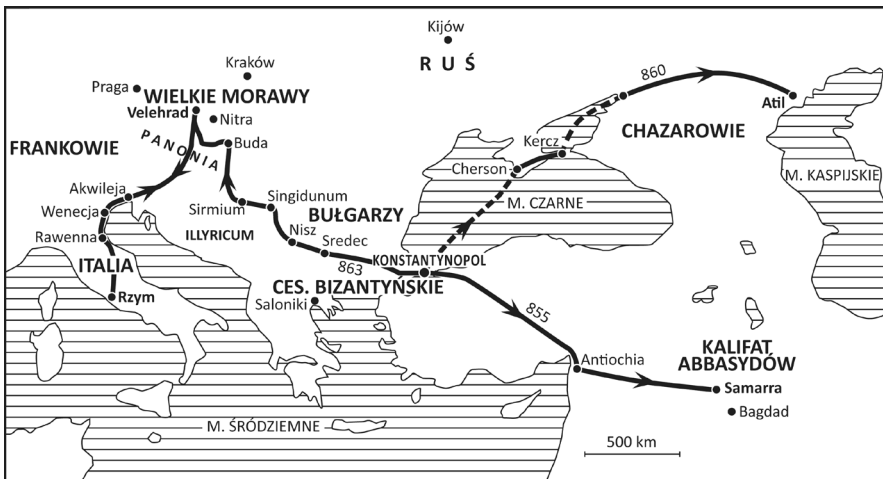 Kijów
R U Ś
Kraków
860
Praga
WIELKIE MORAWY
Atil
Velehrad
Nitra
CHAZAROWIE
Kercz
PANONIA
Buda
FRANKOWIE
Cherson
M. KASPIJSKIE
Akwileja
Singidunum
M. CZARNE
Wenecja
Sirmium
BUŁGARZY
Nisz
ILLYRICUM
Rawenna
Sredec
KONSTANTYNOPOL
ITALIA
863
CES. BIZANTYŃSKIE
Rzym
Saloniki
855
KALIFAT
ABBASYDÓW
Antiochia
Samarra
Bagdad
M. ŚRÓDZIEMNE
500 km